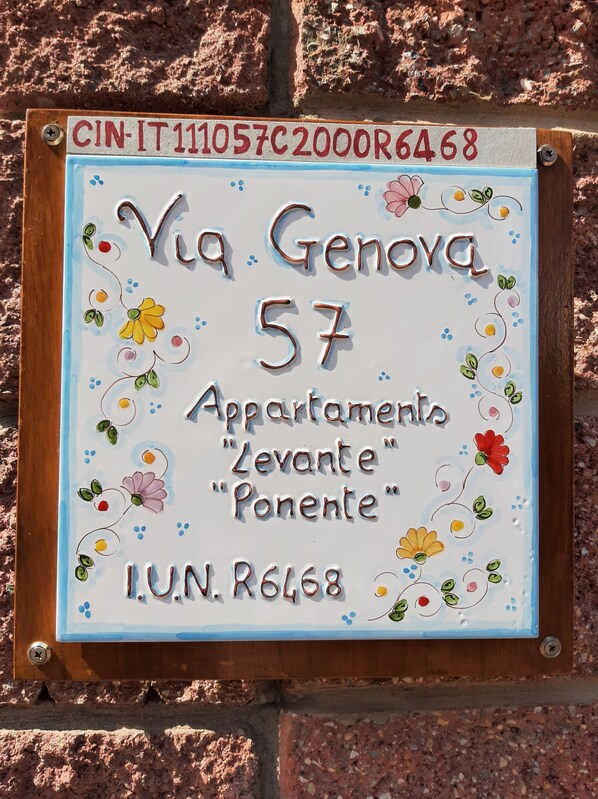 CIN-IT111057C2000R6468
Via Genova
57
Appartaments
"Levante"
"Ponente"
I.U.N. R6468